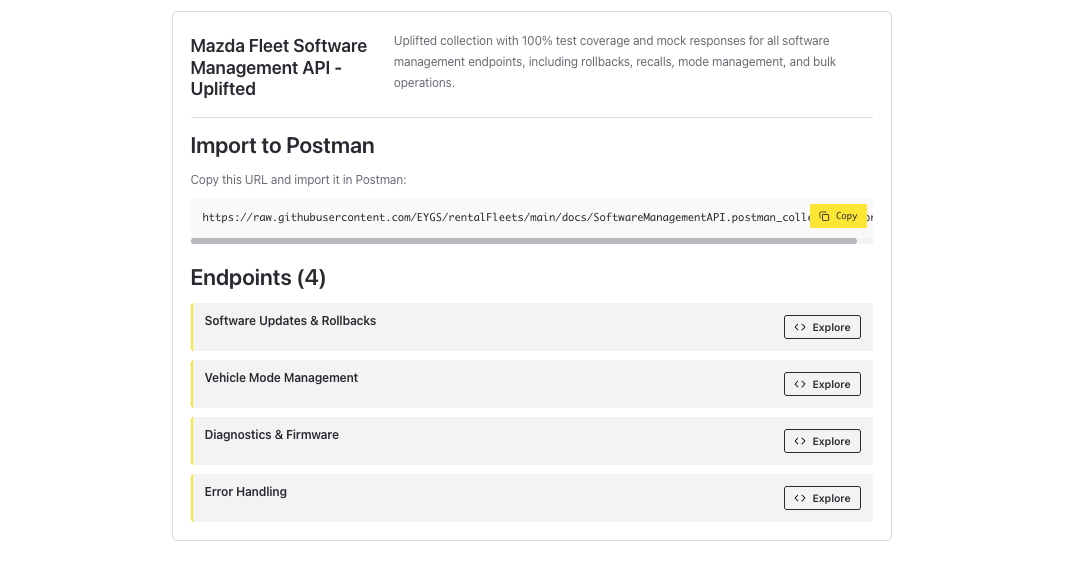 Mazda Fleet Software
Management API -
Uplifted
Uplifted collection with 100% test coverage and mock responses for all software
management endpoints, including rollbacks, recalls, mode management, and bulk
operations.
Import to Postman
Copy this URL and import it in Postman:
https://raw.githubusercontent.com/EYGS/rentalFleets/main/docs/SoftwareManagementAPI.postman_colle
Copy
Endpoints (4)
Software Updates & Rollbacks
Explore
Vehicle Mode Management
Explore
Diagnostics & Firmware
Explore
Error Handling
Explore